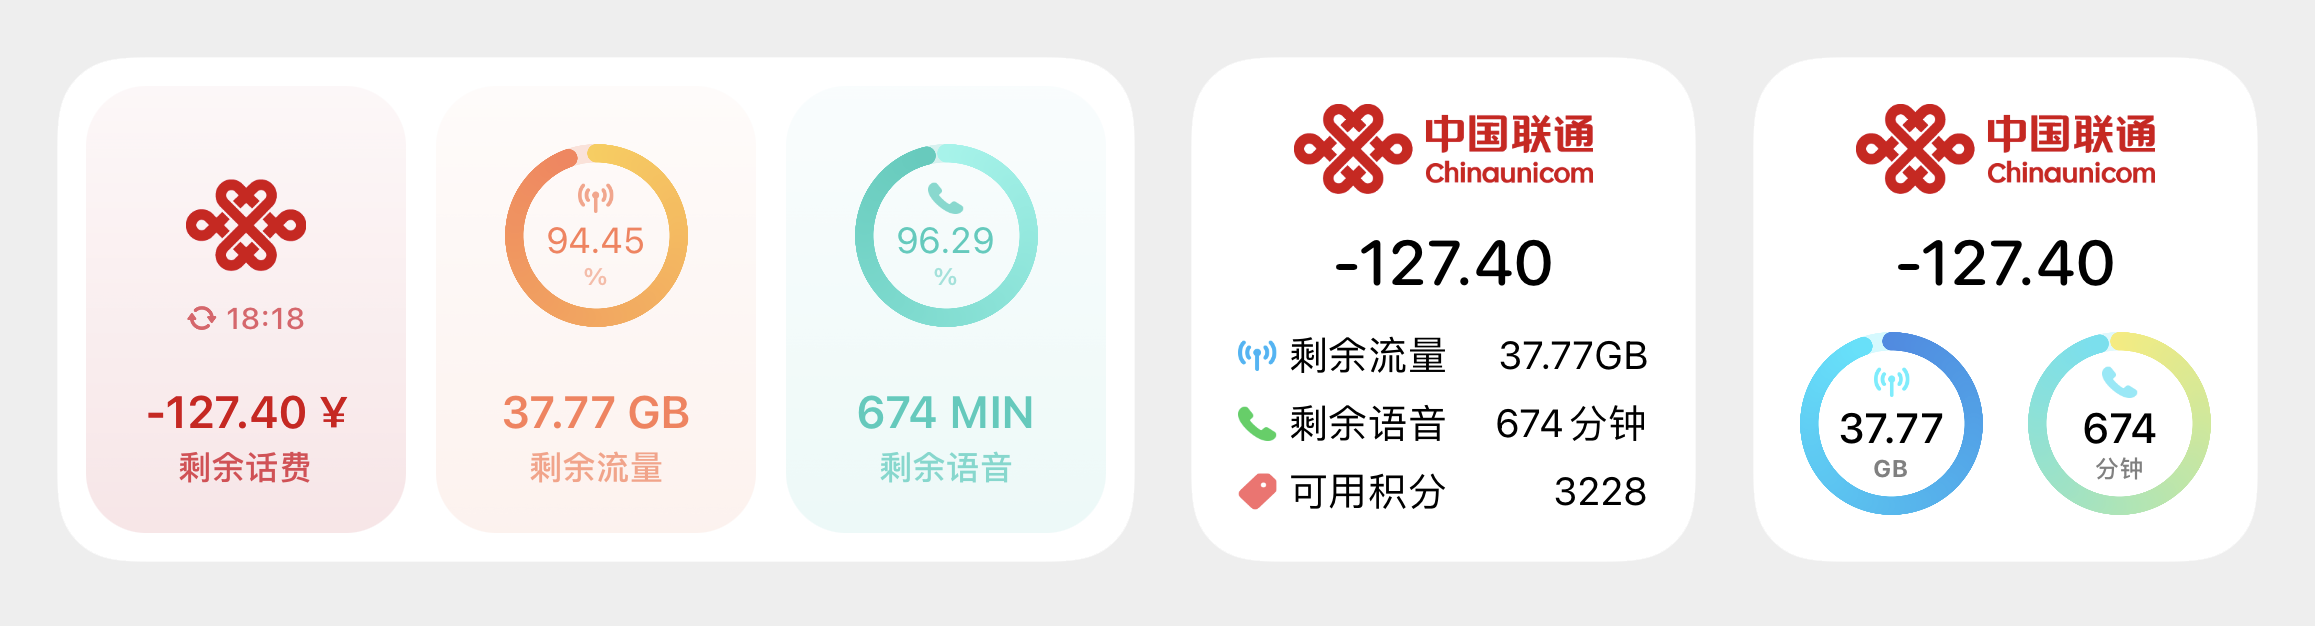 18:18
-127.40 ¥
剩余话费
94.45
%
37.77 GB
剩余流量
96.29
%
674 MIN
剩余语音
中国联通
Chinaunicom
-127.40
剩余流量 37.77GB
剩余语音 674 分钟
可用积分 3228
中国联通
Chinaunicom
-127.40
37.77
GB
674
分钟